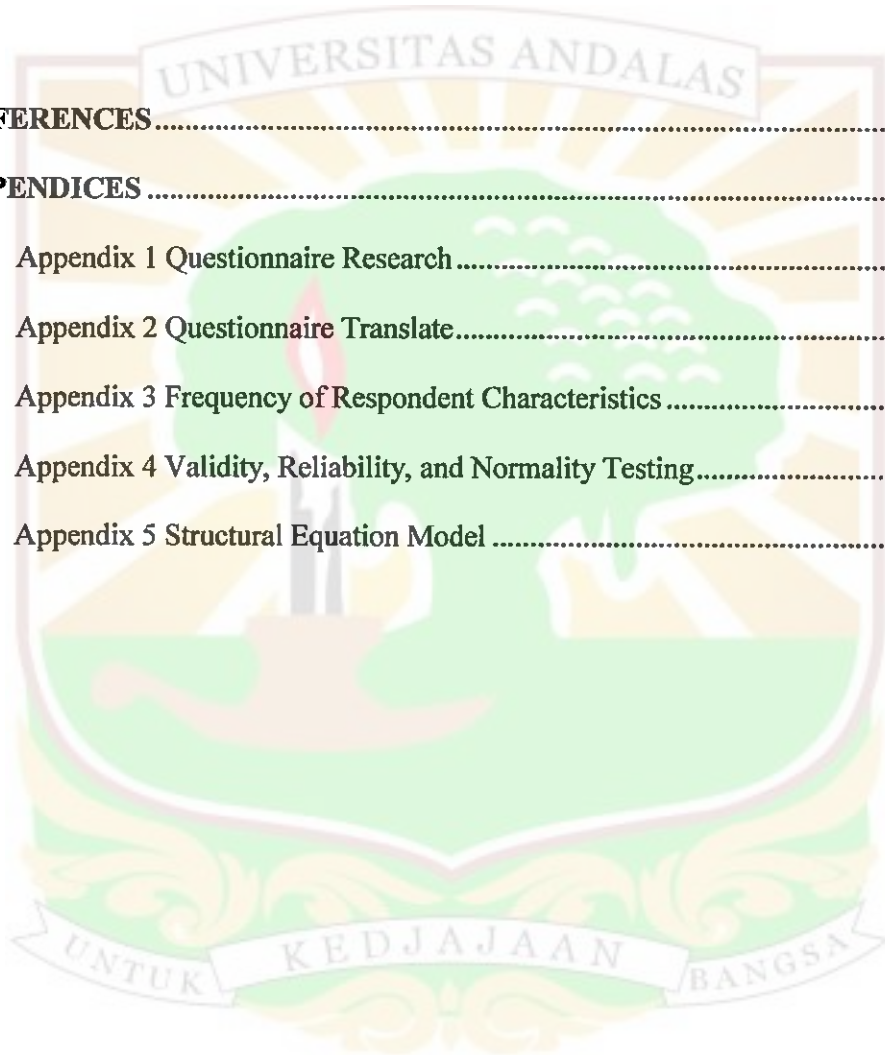 UNIVERSITAS ANDALAS
FERENCES........................................................................
PENDICES ........................................................................
Appendix 1 Questionnaire Research ............................................
Appendix 2 Questionnaire Translate............................................
Appendix 3 Frequency of Respondent Characteristics ......................
Appendix 4 Validity, Reliability, and Normality Testing...................
Appendix 5 Structural Equation Model .........................................
UNTUK KEDJAJAAN BANGSA